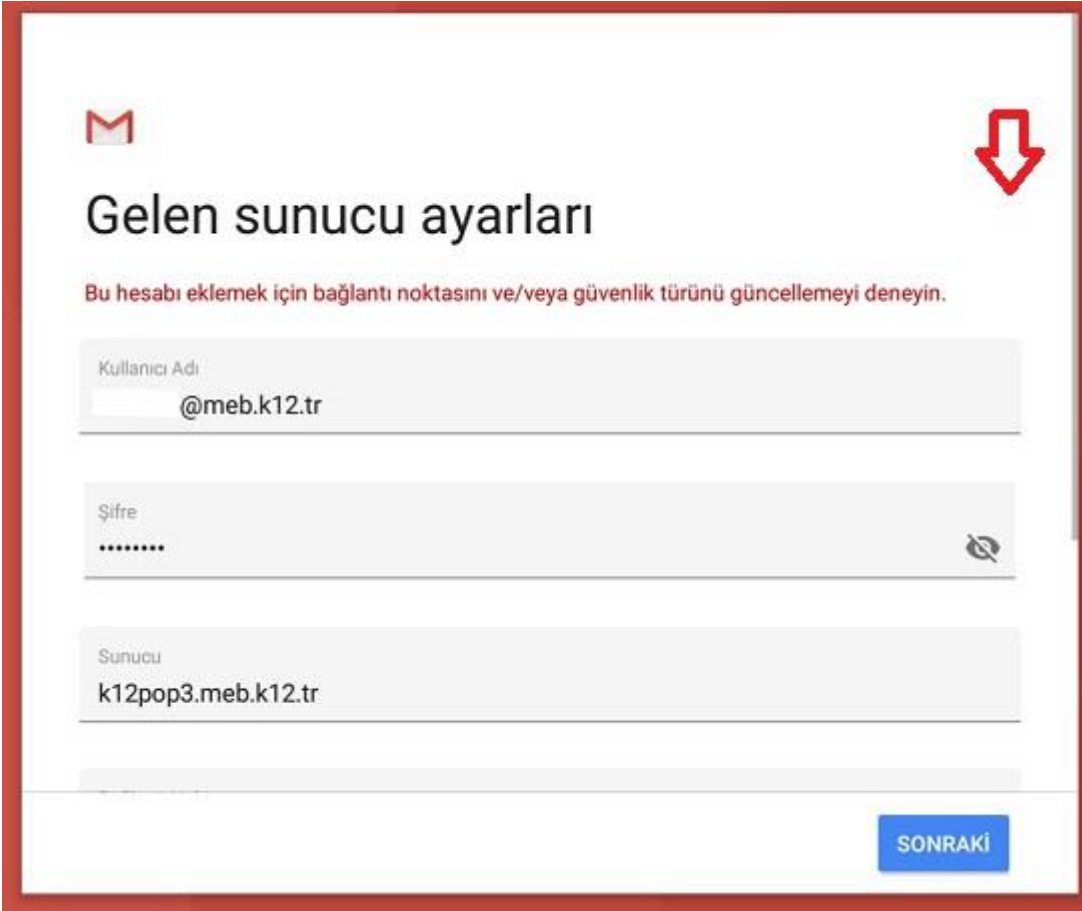 Gelen sunucu ayarları
Bu hesabı eklemek için bağlantı noktasını ve/veya güvenlik türünü güncellemeyi deneyin.
Kullanıcı Adı
@meb.k12.tr
Şifre
••••••••
Sunucu
k12pop3.meb.k12.tr
SONRAKİ